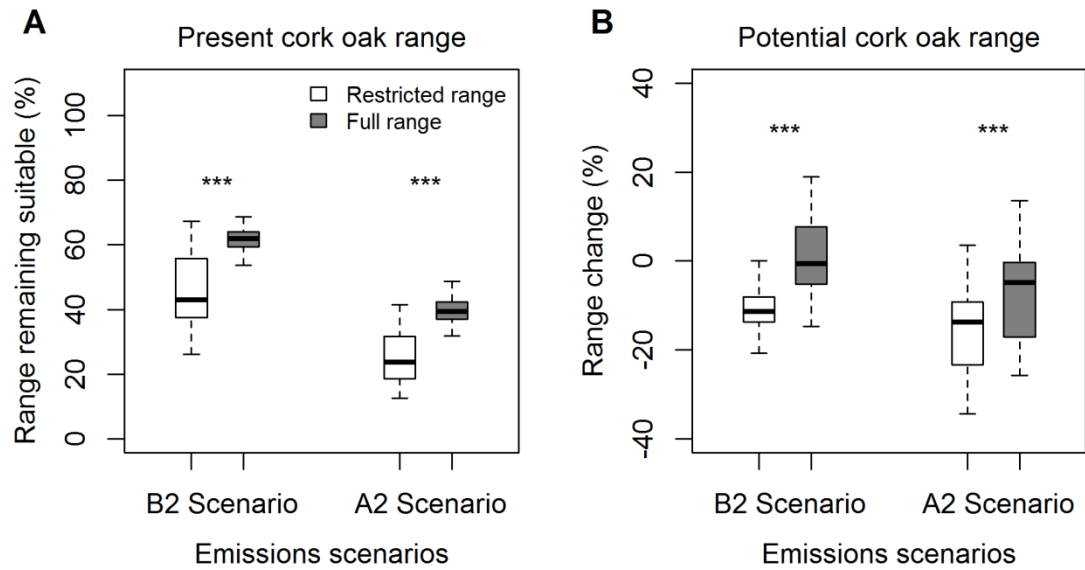 A
Present cork oak range
Range remaining suitable (%)
100
80
60
40
20
0
Restricted range
Full range
***
***
B2 Scenario
A2 Scenario
Emissions scenarios
B
Potential cork oak range
Range change (%)
40
20
0
-20
-40
***
***
B2 Scenario
A2 Scenario
Emissions scenarios